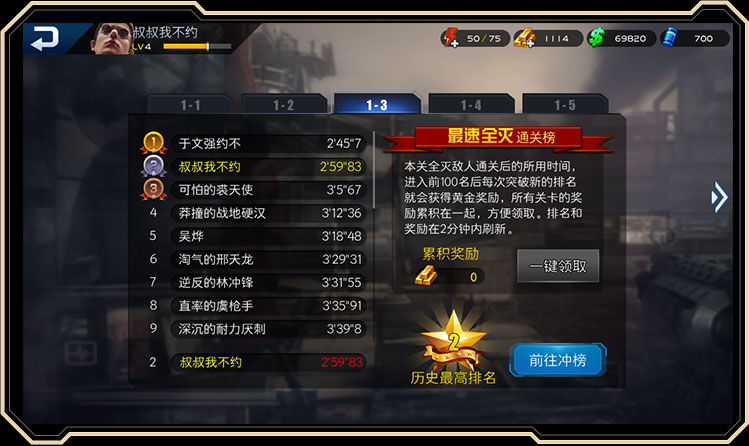 叔叔我不约
LV4
50/75
1114
69820
700
1-1
1-2
1-3
1-4
1-5
1 于文强约不 2'45"7
2 叔叔我不约 2'59"83
3 可怕的裘天使 3'5"67
4 莽撞的战地硬汉 3'12"36
5 吴烨 3'18"48
6 淘气的邢天龙 3'29"31
7 逆反的林冲锋 3'31"55
8 直率的虞枪手 3'35"91
9 深沉的耐力厌刺 3'39"8
2 叔叔我不约 2'59"83
最速全灭 通关榜
本关全灭敌人通关后的所用时间，
进入前100名后每次突破新的排名
就会获得黄金奖励，所有关卡的奖
励累积在一起，方便领取。排名和
奖励在2分钟内刷新。
累积奖励
0
一键领取
2
历史最高排名
前往冲榜